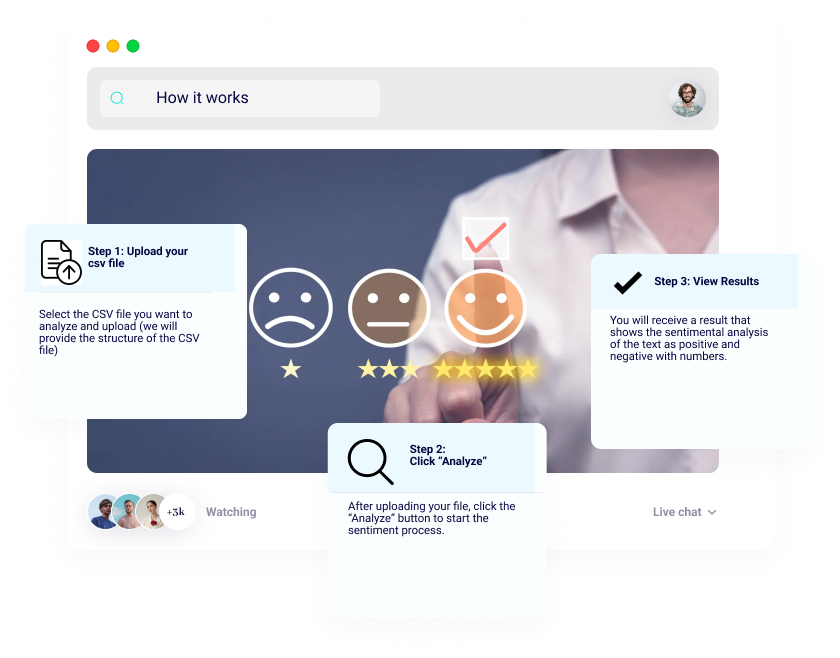 How it works
Step 1: Upload your
csv file
Select the CSV file you want to
analyze and upload (we will
provide the structure of the CSV
file)
Step 2:
Click “Analyze”
After uploading your file, click the
“Analyze” button to start the
sentiment process.
Step 3: View Results
You will receive a result that
shows the sentimental analysis
of the text as positive and
negative with numbers.
+3k
Watching
Live chat